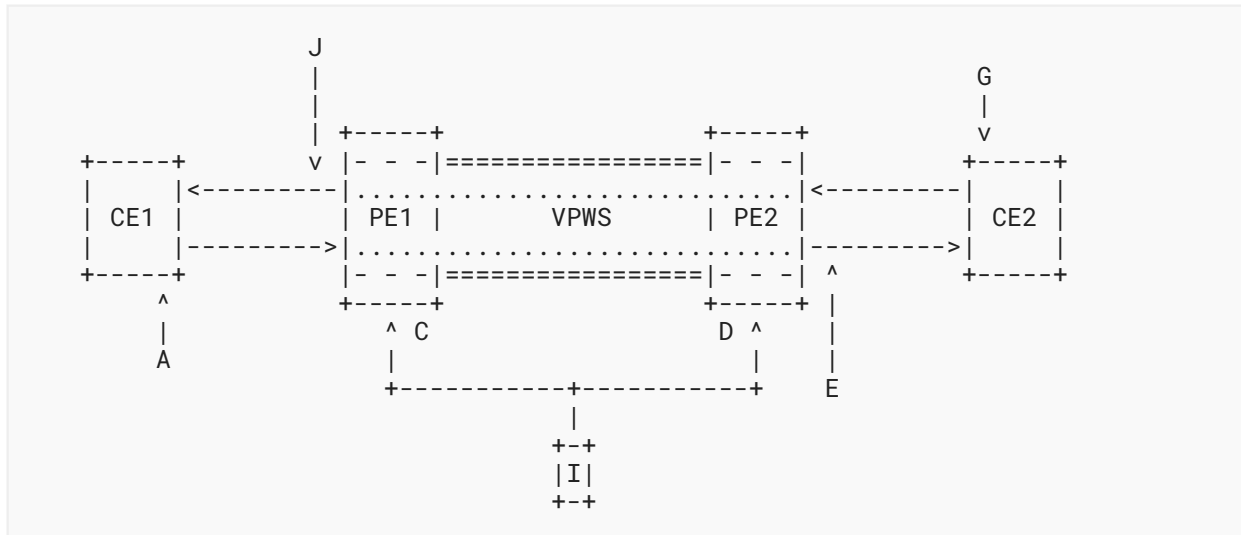 J
                     |                                            G
                     |                                            |
                     | +-----+                  +-----+           v
     +-----+         v |- - -|=================|- - -|          +-----+
     |     |<---------|.............................|<---------|     |
     | CE1 |          | PE1 |       VPWS      | PE2 |          | CE2 |
     |     |--------->|.............................|--------->|     |
     +-----+          |- - -|=================|- - -| ^        +-----+
          ^           +-----+                 +-----+ |
          |              ^ C                   D ^    |
          A              |                       |    |
                         +-----------+-----------+    E
                                     |
                                    +-+
                                    |I|
                                    +-+